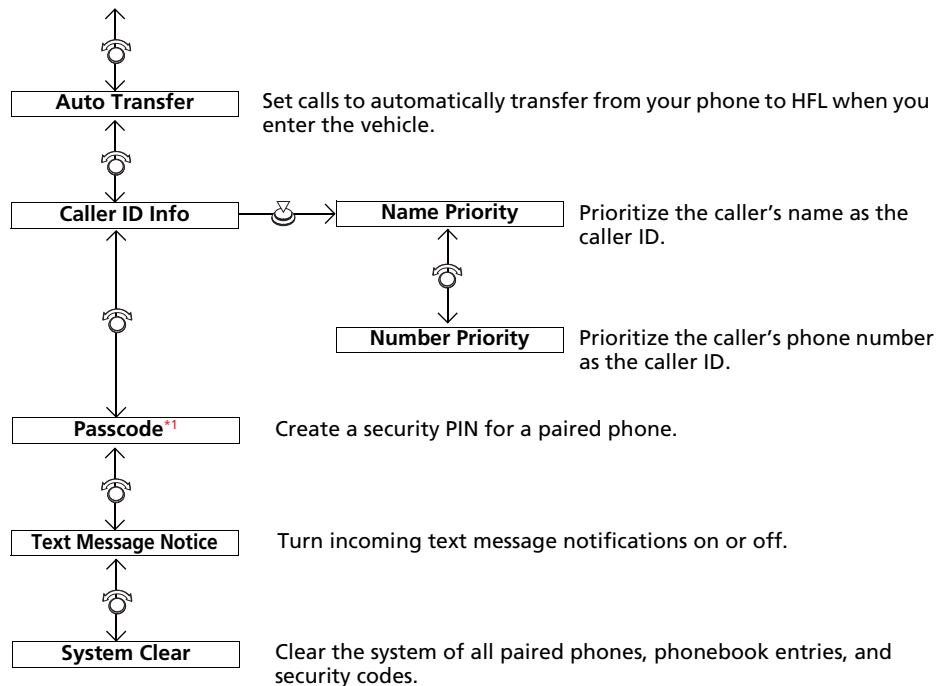 Auto Transfer
Set calls to automatically transfer from your phone to HFL when you
enter the vehicle.
Caller ID Info
Name Priority
Prioritize the caller's name as the
caller ID.
Number Priority
Prioritize the caller's phone number
as the caller ID.
Passcode*1
Create a security PIN for a paired phone.
Text Message Notice
Turn incoming text message notifications on or off.
System Clear
Clear the system of all paired phones, phonebook entries, and
security codes.